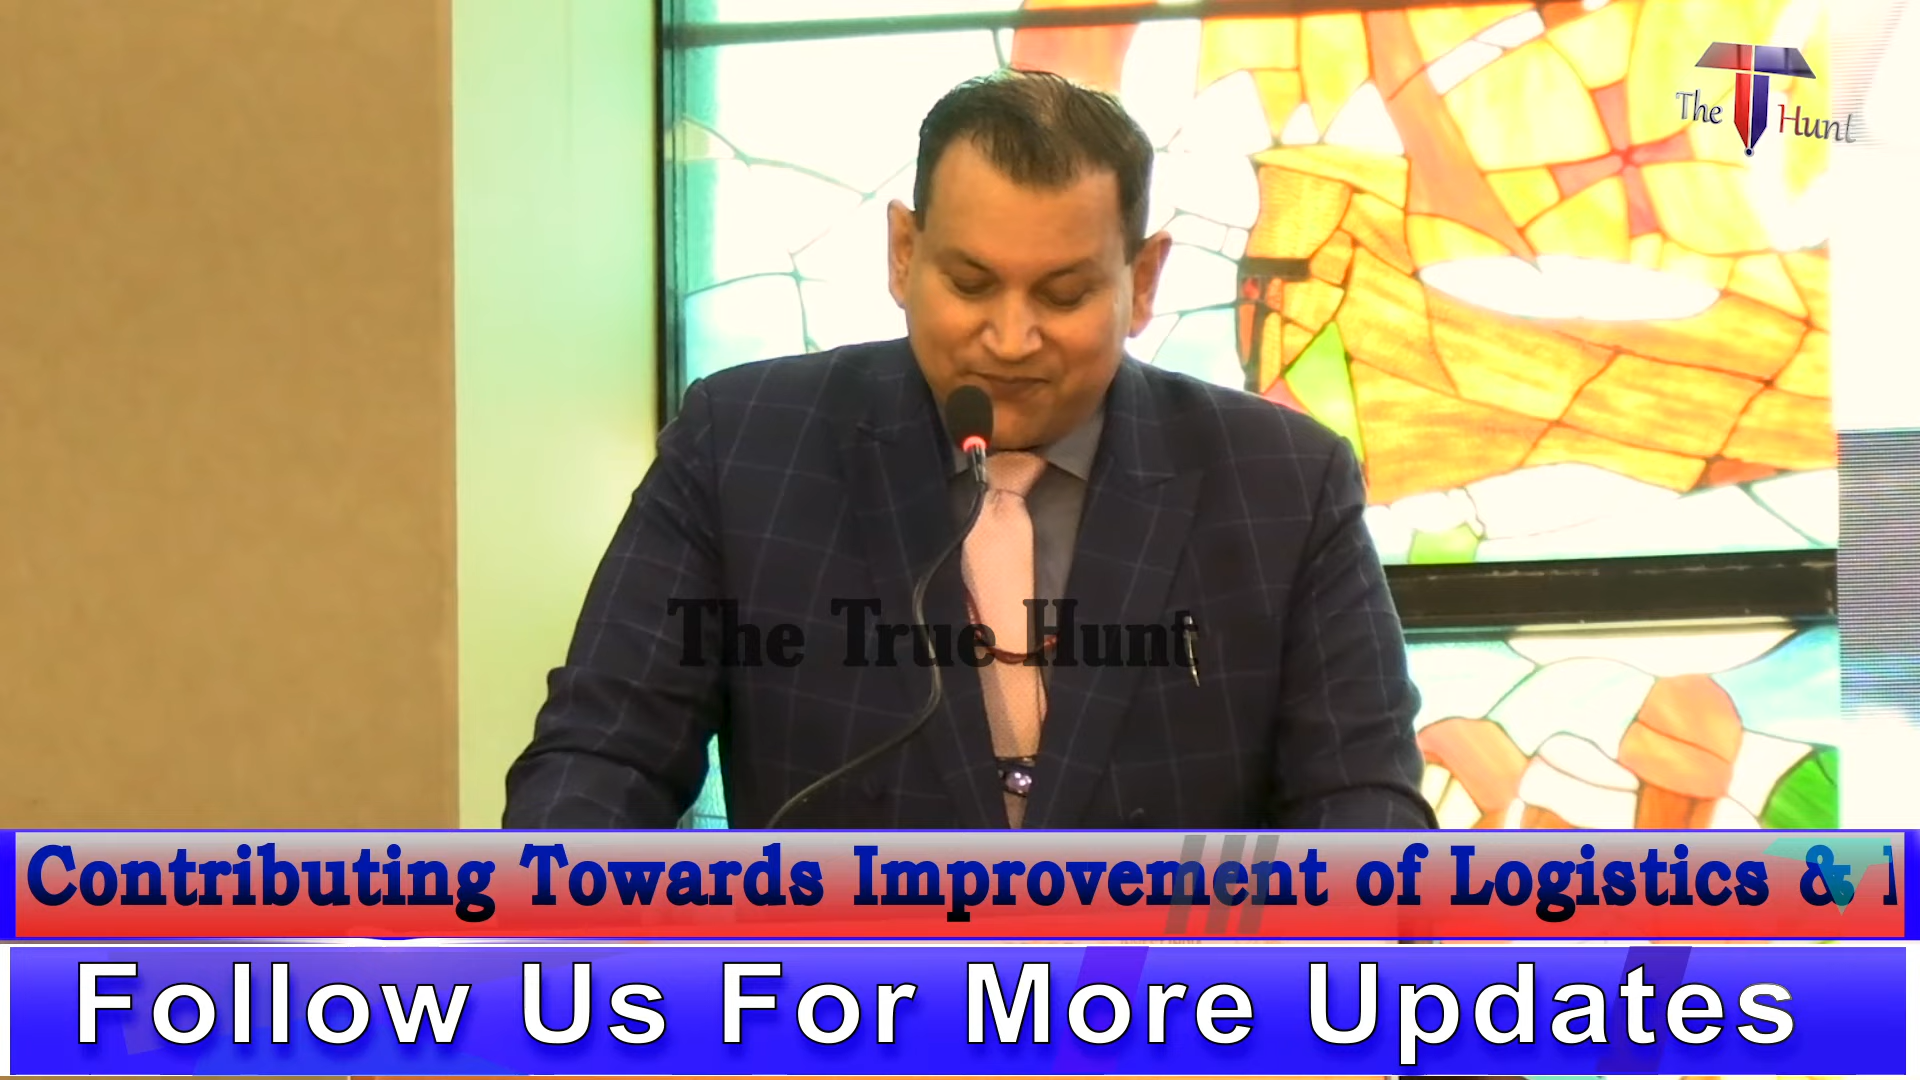 The T Hunt
The True Hunt
Contributing Towards Improvement of Logistics &
Follow Us For More Updates